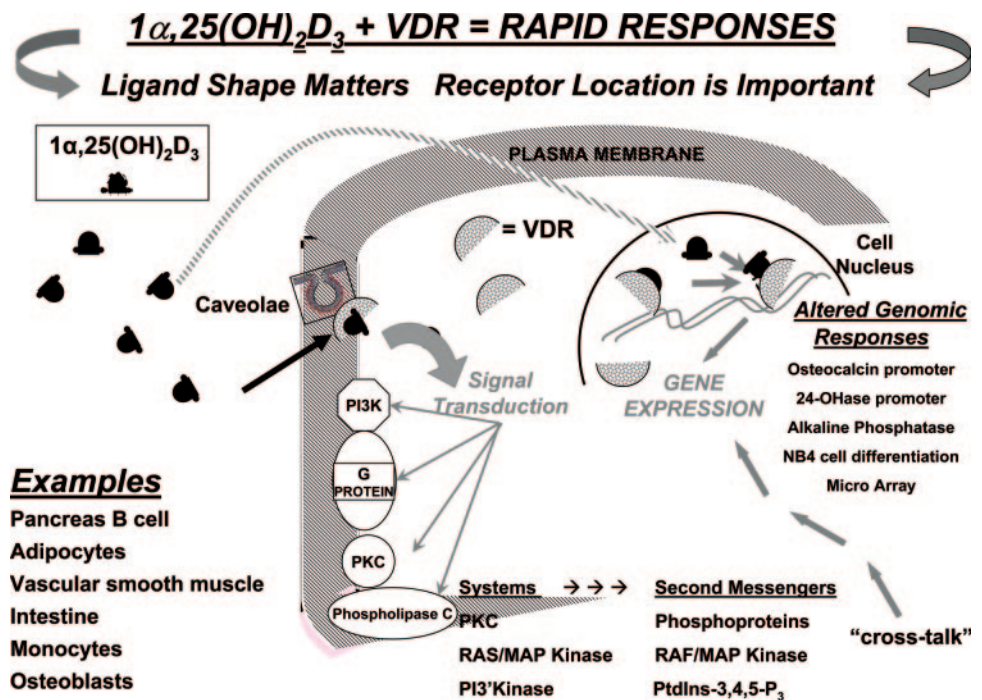 1α,25(OH)₂D₃ + VDR = RAPID RESPONSES
Ligand Shape Matters Receptor Location is Important
1α,25(OH)₂D₃
PLASMA MEMBRANE
= VDR
Cell
Nucleus
Caveolae
Altered Genomic
Responses
Osteocalcin promoter
24-OHase promoter
Alkaline Phosphatase
NB4 cell differentiation
Micro Array
Signal
Transduction
GENE
EXPRESSION
PI3K
G
PROTEIN
PKC
Phospholipase C
Examples
Pancreas B cell
Adipocytes
Vascular smooth muscle
Intestine
Monocytes
Osteoblasts
Systems → → → Second Messengers
PKC Phosphoproteins
RAS/MAP Kinase RAF/MAP Kinase
PI3'Kinase PtdIns-3,4,5-P₃
“cross-talk”